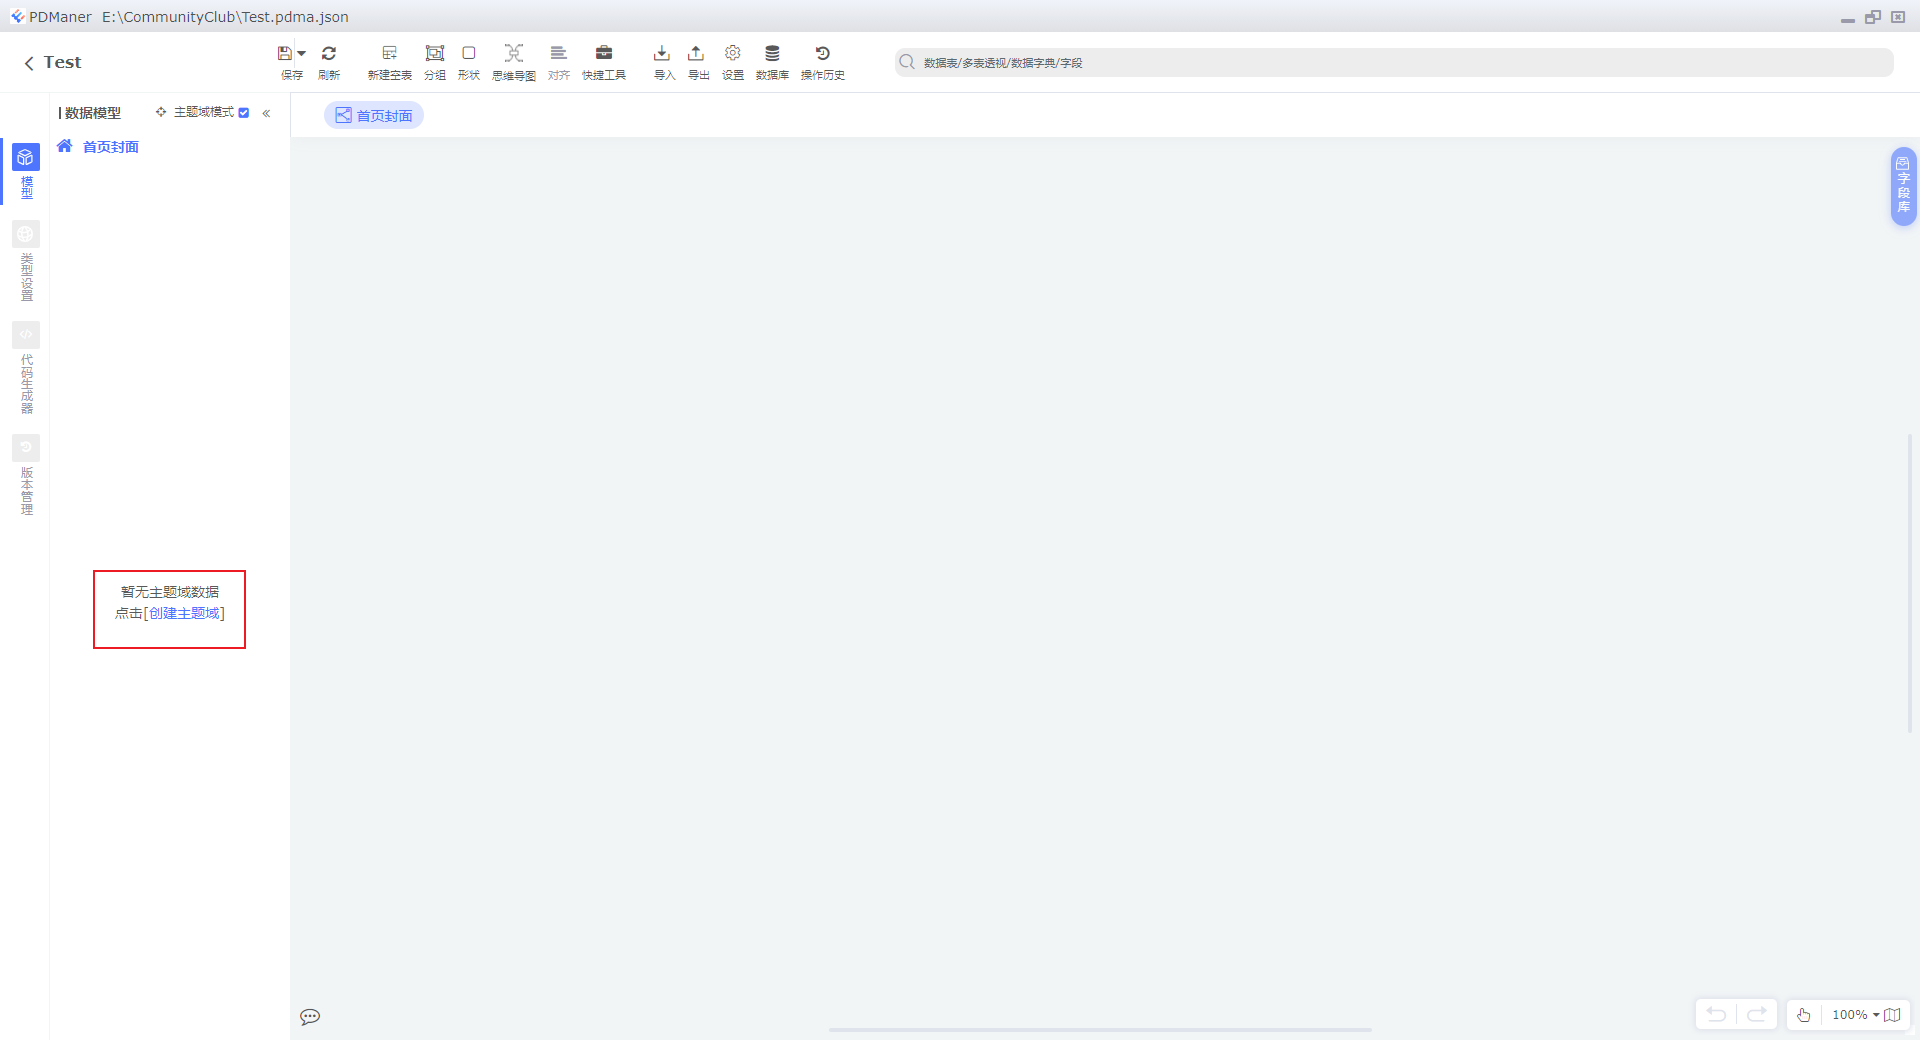 PDManer E:\CommunityClub\Test.pdma.json
Test
保存
刷新
新建空表
分组
形状
思维导图
对齐
快捷工具
导入
导出
设置
数据库
操作历史
数据表/多表透视/数据字典/字段
数据模型
主题域模式
首页封面
首页封面
模型
类型设置
代码生成器
版本管理
字段库
暂无主题域数据
点击[创建主题域]
100%